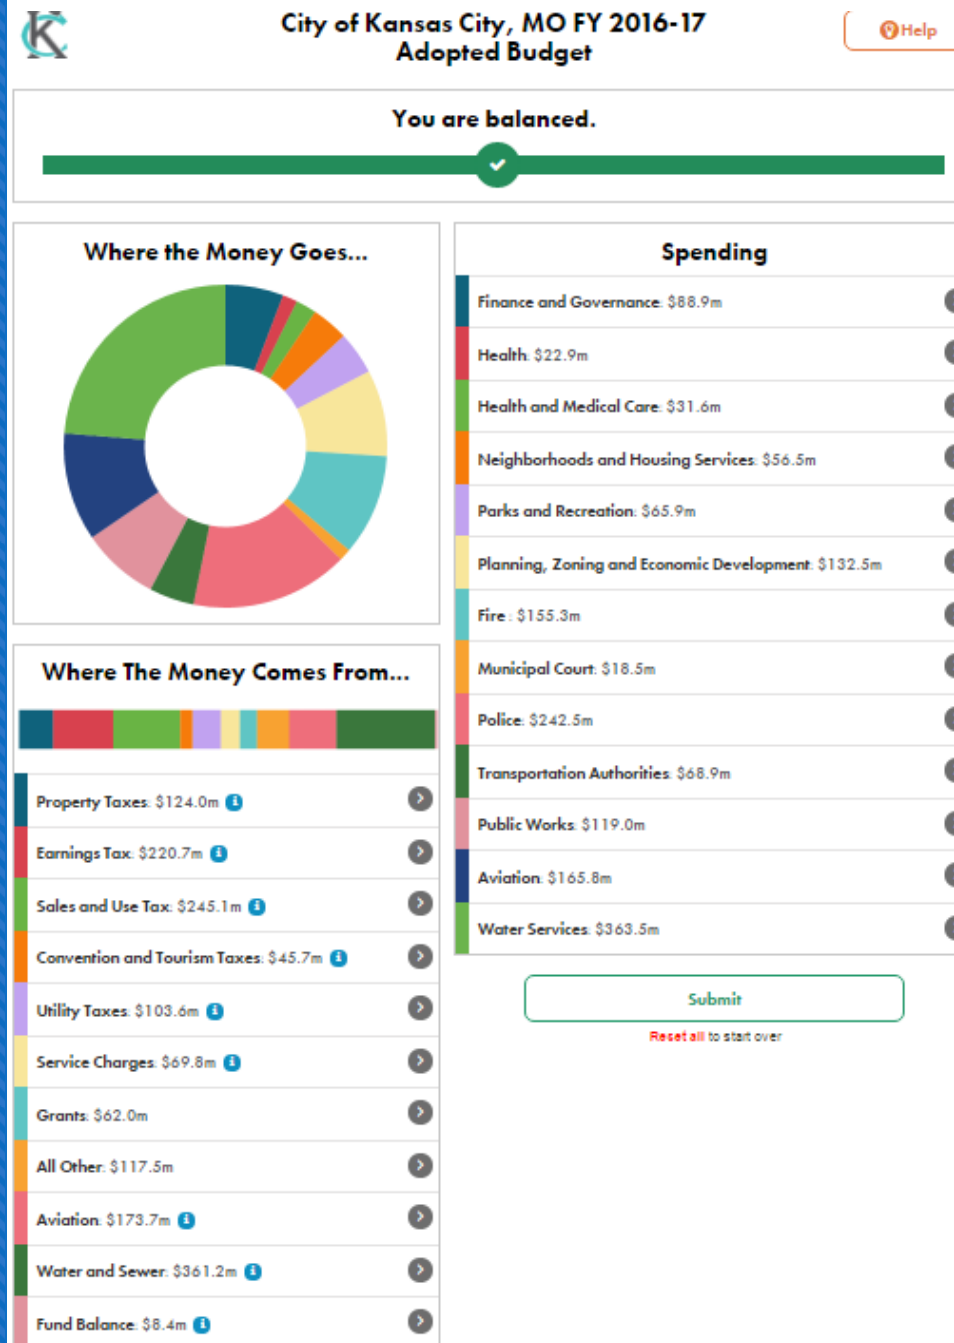 KC
City of Kansas City, MO FY 2016-17
Adopted Budget
Help
You are balanced.
Where the Money Goes...
Where The Money Comes From...
Property Taxes: $124.0m
Earnings Tax: $220.7m
Sales and Use Tax: $245.1m
Convention and Tourism Taxes: $45.7m
Utility Taxes: $103.6m
Service Charges: $69.8m
Grants: $62.0m
All Other: $117.5m
Aviation: $173.7m
Water and Sewer: $361.2m
Fund Balance: $8.4m
Spending
Finance and Governance: $88.9m
Health: $22.9m
Health and Medical Care: $31.6m
Neighborhoods and Housing Services: $56.5m
Parks and Recreation: $65.9m
Planning, Zoning and Economic Development: $132.5m
Fire : $155.3m
Municipal Court: $18.5m
Police: $242.5m
Transportation Authorities: $68.9m
Public Works: $119.0m
Aviation: $165.8m
Water Services: $363.5m
Submit
Reset all to start over